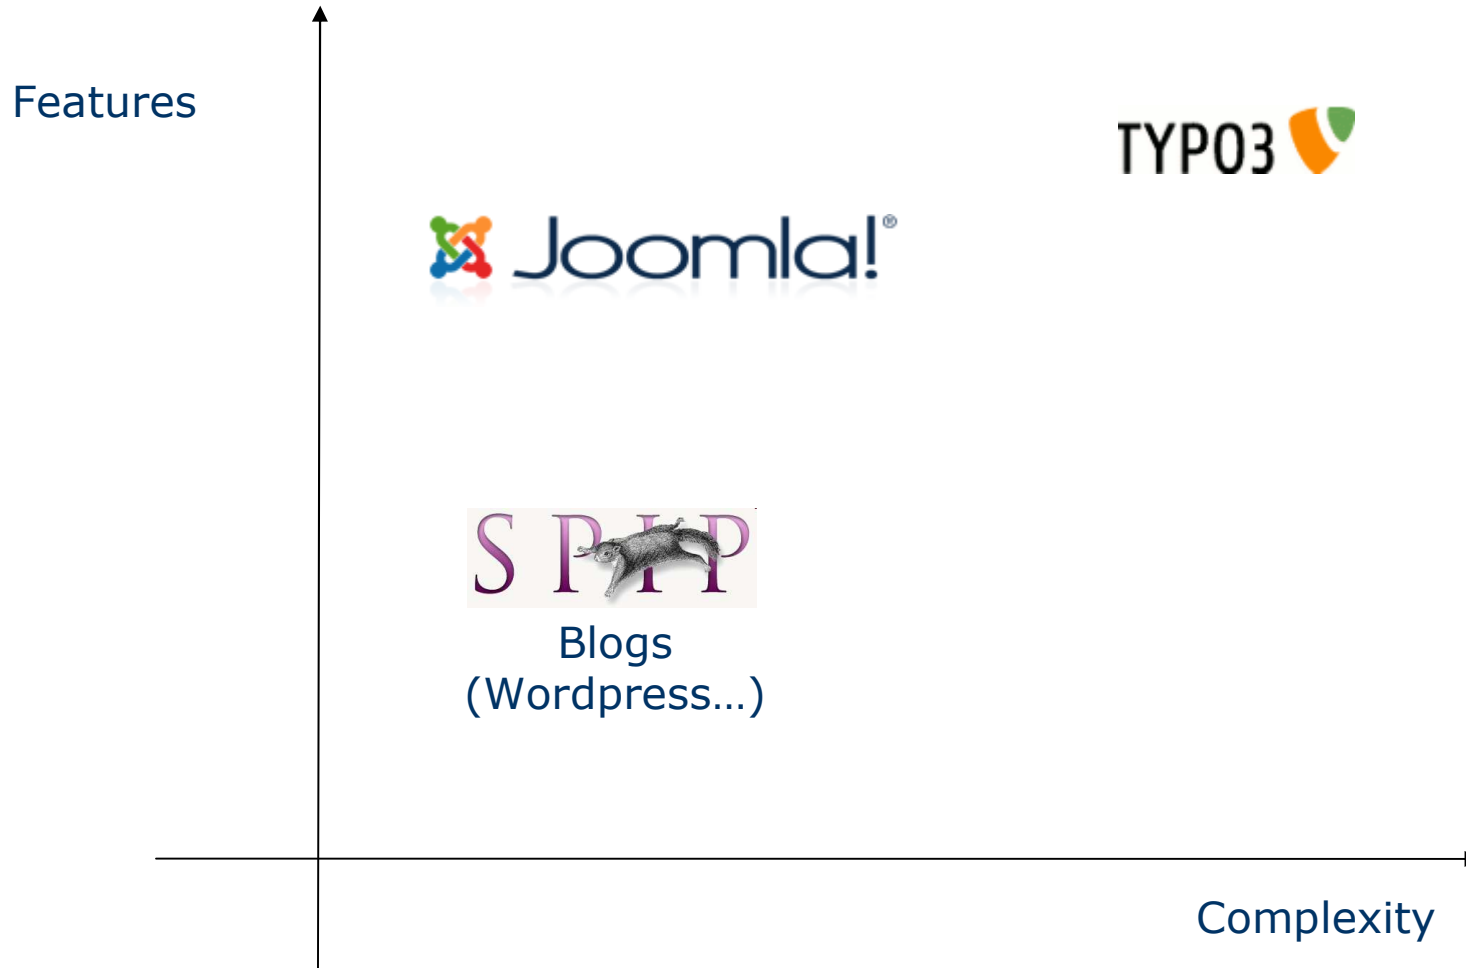 Features
TYPO3
Joomla!®
SPIP
Blogs
(Wordpress…)
Complexity